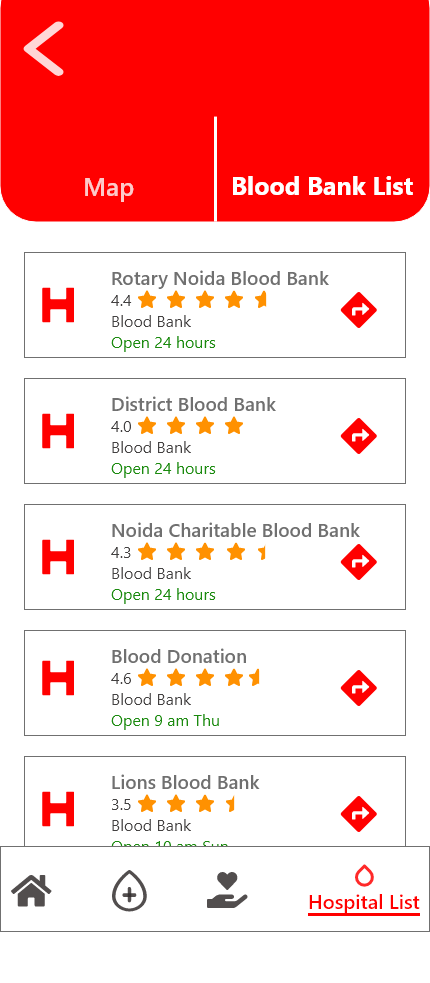 Map
Blood Bank List
H
Rotary Noida Blood Bank
4.4
Blood Bank
Open 24 hours
H
District Blood Bank
4.0
Blood Bank
Open 24 hours
H
Noida Charitable Blood Bank
4.3
Blood Bank
Open 24 hours
H
Blood Donation
4.6
Blood Bank
Open 9 am Thu
H
Lions Blood Bank
3.5
Blood Bank
Open 10 am Sun
Hospital List